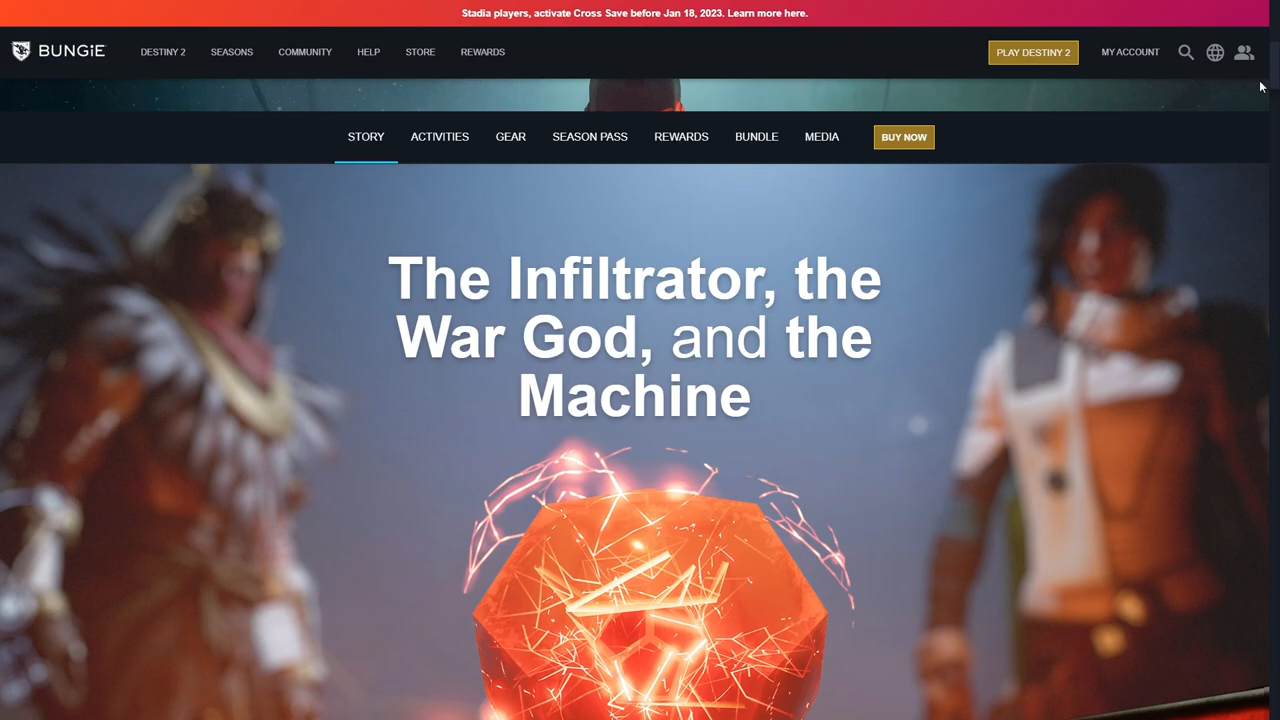 Stadia players, activate Cross Save before Jan 18, 2023. Learn more here.
BUNGiE DESTINY 2 SEASONS COMMUNITY HELP STORE REWARDS PLAY DESTINY 2 MY ACCOUNT
STORY ACTIVITIES GEAR SEASON PASS REWARDS BUNDLE MEDIA BUY NOW
The Infiltrator, the
War God, and the
Machine